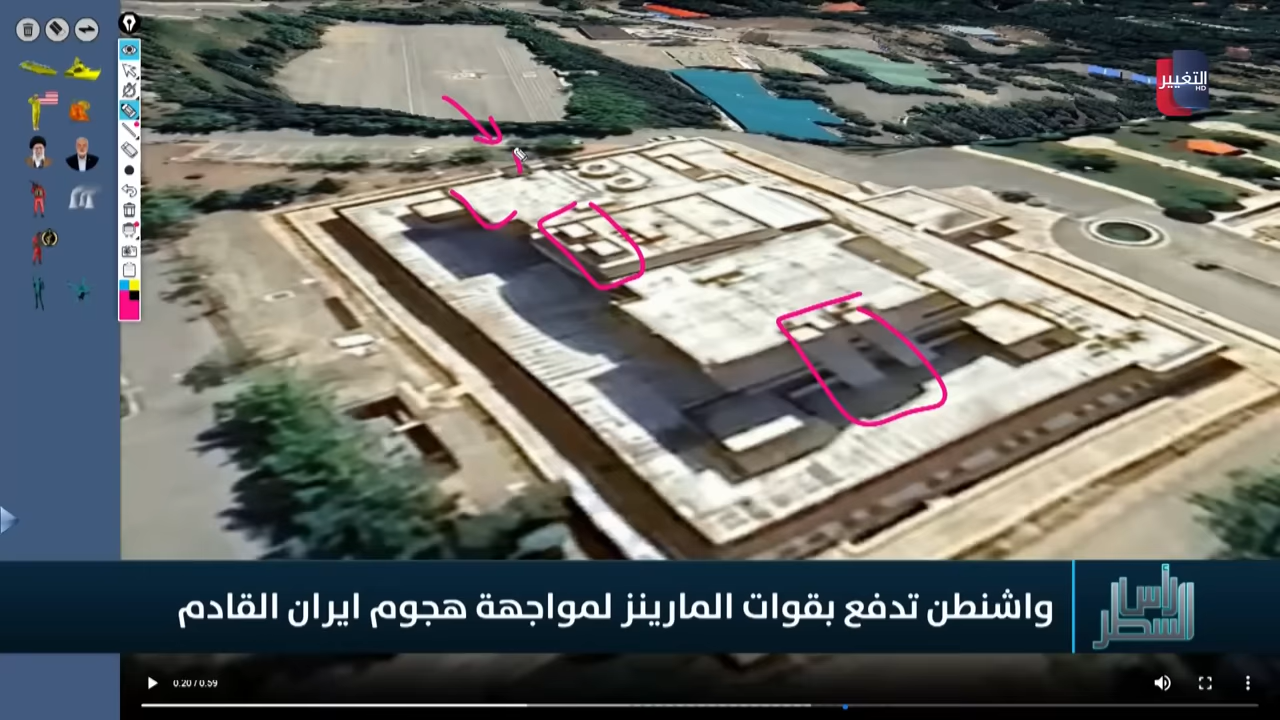 التغيير
HD
واشنطن تدفع بقوات المارينز لمواجهة هجوم ايران القادم
رأس
السطر
0:20 / 0:59